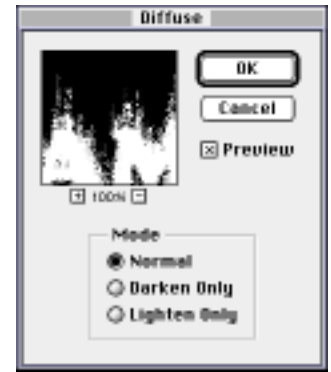 Diffuse
OK
Cancel
Preview
100%
Mode
Normal
Darken Only
Lighten Only